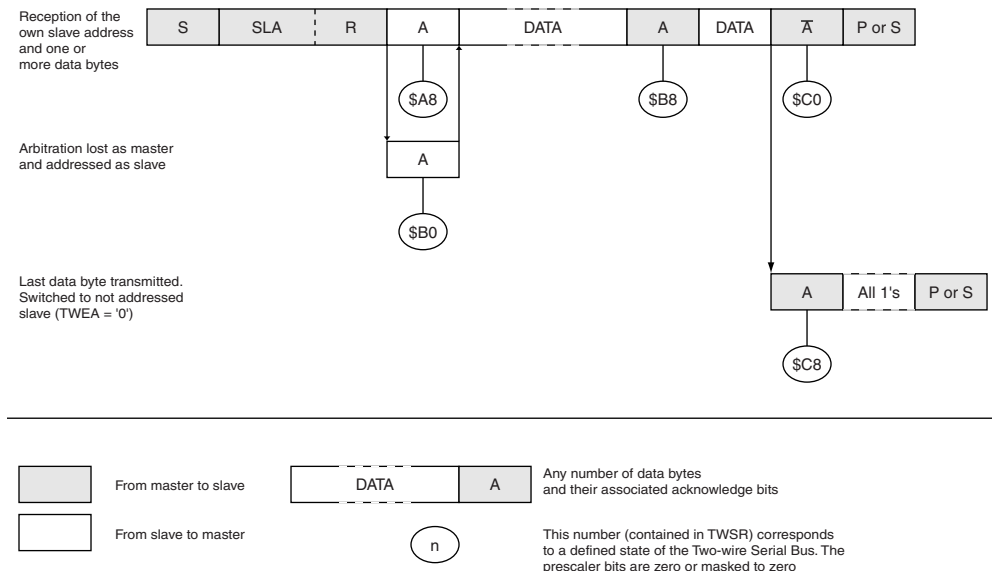 Reception of the
own slave address
and one or
more data bytes
S SLA R A DATA A DATA A̅ P or S
$A8 $B8 $C0
Arbitration lost as master
and addressed as slave
A
$B0
Last data byte transmitted.
Switched to not addressed
slave (TWEA = '0')
A All 1's P or S
$C8
From master to slave
DATA A
Any number of data bytes
and their associated acknowledge bits
From slave to master
n
This number (contained in TWSR) corresponds
to a defined state of the Two-wire Serial Bus. The
prescaler bits are zero or masked to zero